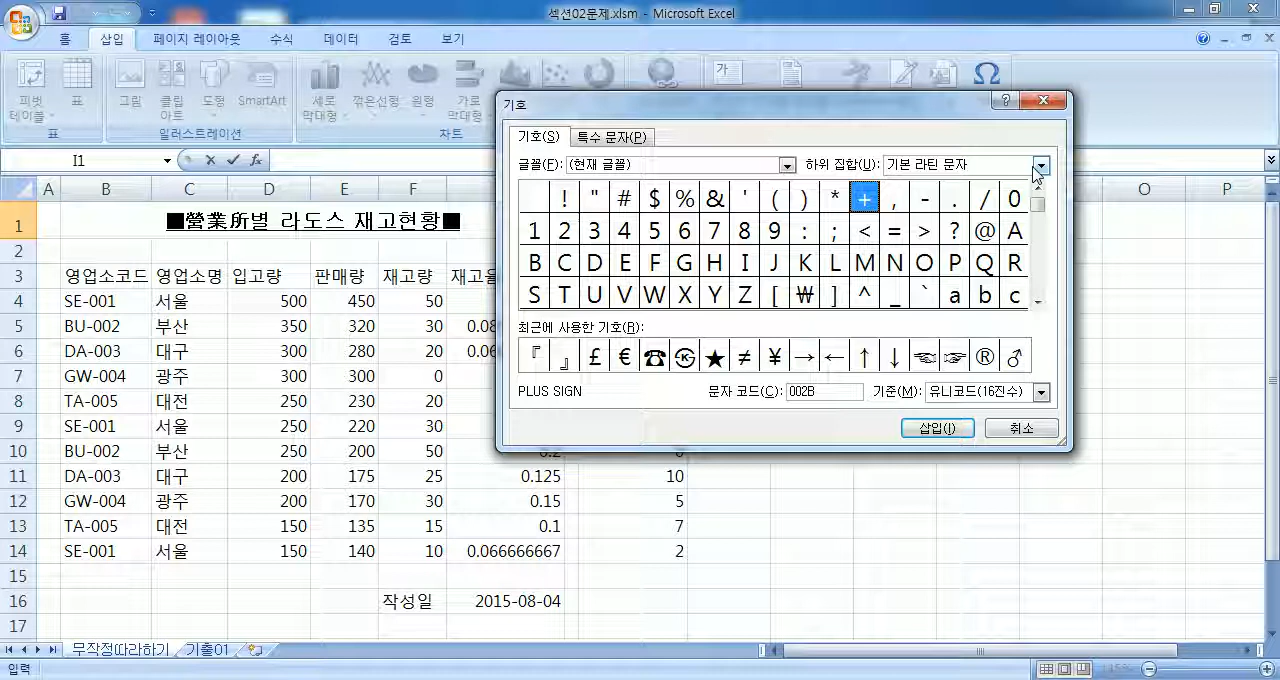 섹션02문제.xlsm - Microsoft Excel
홈 삽입 페이지 레이아웃 수식 데이터 검토 보기
피벗 테이블 표 그림 클립 아트 도형 SmartArt 세로 막대형 꺾은선형 원형 가로 막대형
표 일러스트레이션 차트
I1
A B C D E F O P
1 ■營業所별 라도스 재고현황■
2
3 영업소코드 영업소명 입고량 판매량 재고량
4 SE-001 서울 500 450 50
5 BU-002 부산 350 320 30
6 DA-003 대구 300 280 20
7 GW-004 광주 300 300 0
8 TA-005 대전 250 230 20
9 SE-001 서울 250 220 30
10 BU-002 부산 250 200 50 0.2
11 DA-003 대구 200 175 25 0.125 10
12 GW-004 광주 200 170 30 0.15 5
13 TA-005 대전 150 135 15 0.1 7
14 SE-001 서울 150 140 10 0.066666667 2
15
16 작성일 2015-08-04
17
무작정따라하기 기출01
입력
기호
기호(S) 특수 문자(P)
글꼴(F): (현재 글꼴) 하위 집합(U): 기본 라틴 문자
! " # $ % & ' ( ) * + , - . / 0
1 2 3 4 5 6 7 8 9 : ; < = > ? @ A
B C D E F G H I J K L M N O P Q R
S T U V W X Y Z [ ₩ ] ^ _ ` a b c
최근에 사용한 기호(R):
『 』 £ € ☎ ㉿ ★ ≠ ¥ → ← ↑ ↓ ☜ ☞ ® ♂
PLUS SIGN 문자 코드(C): 002B 기준(M): 유니코드(16진수)
삽입(I) 취소